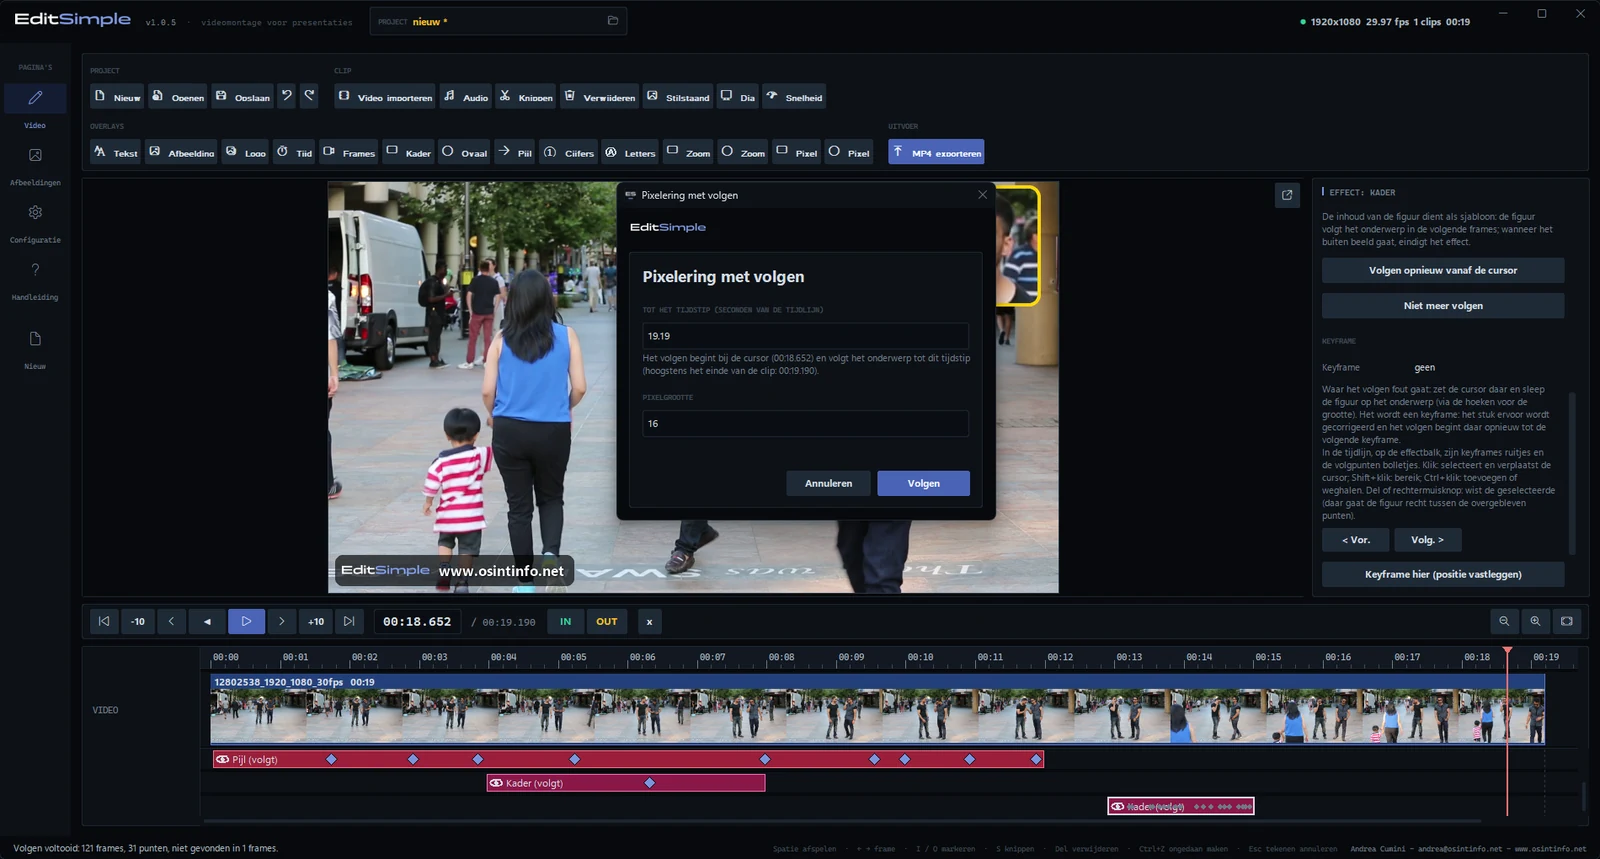 EditSimple v1.0.5 · videomontage voor presentaties
PROJECT nieuw *
1920x1080 29.97 fps 1 clips 00:19
PAGINA'S
Video
Afbeeldingen
Configuratie
?
Handleiding
Nieuw
PROJECT
Nieuw Openen Opslaan
CLIP
Video importeren Audio Knippen Verwijderen Stilstaand Dia Snelheid
OVERLAYS
Tekst Afbeelding Logo Tijd Frames Kader Ovaal Pijl Cijfers Letters Zoom Zoom Pixel Pixel
UITVOER
MP4 exporteren
Pixelering met volgen
EditSimple
Pixelering met volgen
TOT HET TIJDSTIP (SECONDEN VAN DE TIJDLIJN)
19.19
Het volgen begint bij de cursor (00:18.652) en volgt het onderwerp tot dit tijdstip
(hoogstens het einde van de clip: 00:19.190).
PIXELGROOTTE
16
Annuleren Volgen
EditSimple www.osintinfo.net
EFFECT: KADER
De inhoud van de figuur dient als sjabloon: de figuur
volgt het onderwerp in de volgende frames; wanneer het
buiten beeld gaat, eindigt het effect.
Volgen opnieuw vanaf de cursor
Niet meer volgen
KEYFRAME
Keyframe geen
Waar het volgen fout gaat: zet de cursor daar en sleep
de figuur op het onderwerp (via de hoeken voor de
grootte). Het wordt een keyframe: het stuk ervoor wordt
gecorrigeerd en het volgen begint daar opnieuw tot de
volgende keyframe.
In de tijdlijn, op de effectbalk, zijn keyframes ruitjes en
de volgpunten bolletjes. Klik: selecteert en verplaatst de
cursor; Shift+klik: bereik; Ctrl+klik: toevoegen of
weghalen. Del of rechtermuisknop: wist de geselecteerde
(daar gaat de figuur recht tussen de overgebleven
punten).
< Vor. Volg. >
Keyframe hier (positie vastleggen)
-10 +10 00:18.652 / 00:19.190 IN OUT x
00:00 00:01 00:02 00:03 00:04 00:05 00:06 00:07 00:08 00:09 00:10 00:11 00:12 00:13 00:14 00:15 00:16 00:17 00:18 00:19
12802538_1920_1080_30fps 00:19
VIDEO
Pijl (volgt)
Kader (volgt)
Kader (volgt)
Volgen voltooid: 121 frames, 31 punten, niet gevonden in 1 frames.
Spatie afspelen · ← → frame · I / O markeren · S knippen · Del verwijderen · Ctrl+Z ongedaan maken · Esc tekenen annuleren Andrea Cumini – andrea@osintinfo.net – www.osintinfo.net